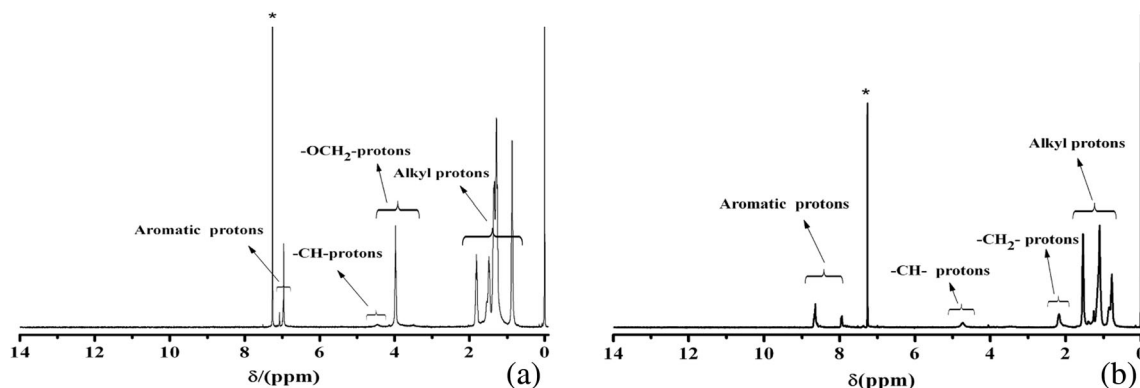 *
-OCH2-protons
Alkyl protons
Aromatic protons
-CH-protons
14 12 10 8 6 4 2 0
δ/(ppm)
(a)
*
Alkyl protons
Aromatic protons
-CH2- protons
-CH- protons
14 12 10 8 6 4 2 0
δ(ppm)
(b)